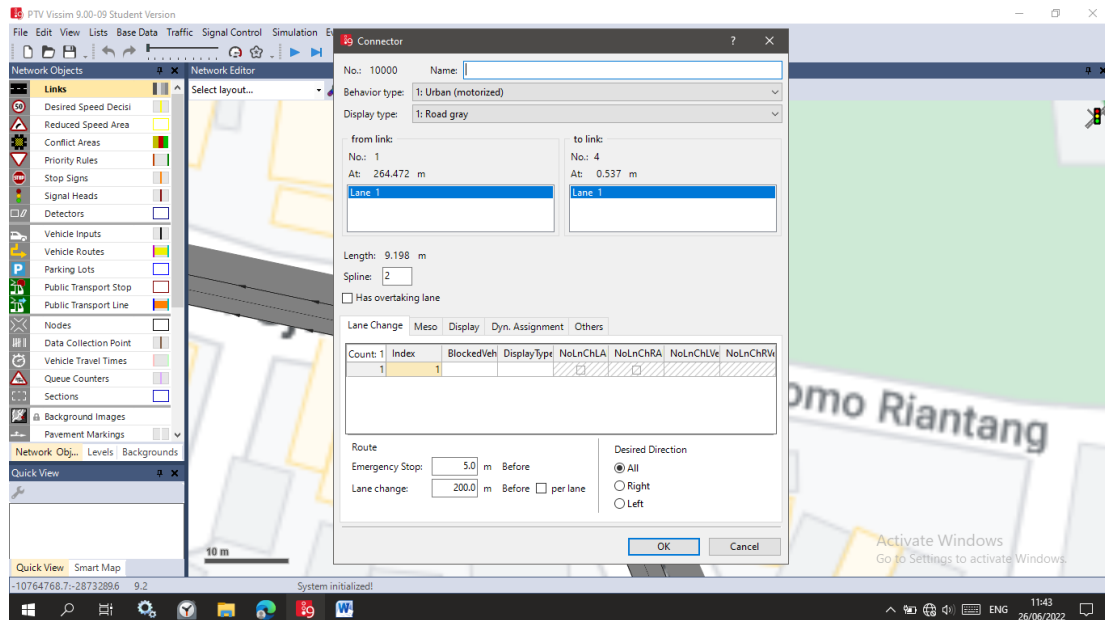 PTV Vissim 9.00-09 Student Version
File Edit View Lists Base Data Traffic Signal Control Simulation
Network Objects
Network Editor
Links
Select layout...
Desired Speed Decisi
Reduced Speed Area
Conflict Areas
Priority Rules
Stop Signs
Signal Heads
Detectors
Vehicle Inputs
Vehicle Routes
Parking Lots
Public Transport Stop
Public Transport Line
Nodes
Data Collection Point
Vehicle Travel Times
Queue Counters
Sections
Background Images
Pavement Markings
Network Obj... Levels Backgrounds
Quick View
Quick View Smart Map
Connector ? X
No.: 10000 Name:
Behavior type: 1: Urban (motorized)
Display type: 1: Road gray
from link: to link:
No.: 1 No.: 4
At: 264.472 m At: 0.537 m
Lane 1 Lane 1
Length: 9.198 m
Spline: 2
Has overtaking lane
Lane Change Meso Display Dyn. Assignment Others
Count: 1 Index BlockedVeh DisplayType NoLnChLA NoLnChRA NoLnChLVe NoLnChRVe
1 1
Route Desired Direction
Emergency Stop: 5.0 m Before All
Lane change: 200.0 m Before per lane Right
Left
OK Cancel
omo Riantang
10 m
Activate Windows
Go to Settings to activate Windows.
-10764768.7:-2873289.6 9.2 System initialized!
ENG 11:43
26/06/2022